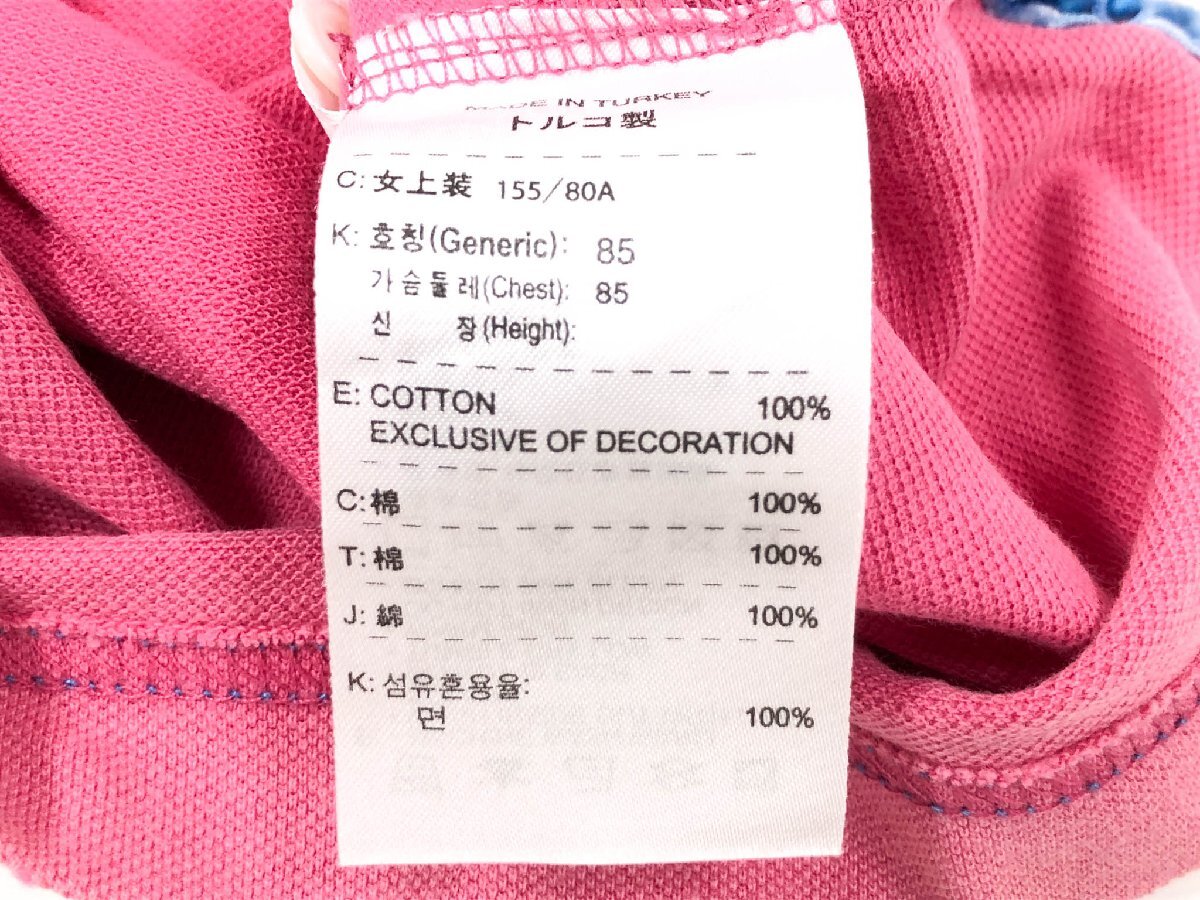 MADE IN TURKEY
トルコ製
C: 女上装 155/80A
K: 호칭(Generic): 85
가슴둘레(Chest): 85
신 장(Height):
E: COTTON 100%
EXCLUSIVE OF DECORATION
C: 棉 100%
T: 棉 100%
J: 綿 100%
K: 섬유혼용율:
면 100%